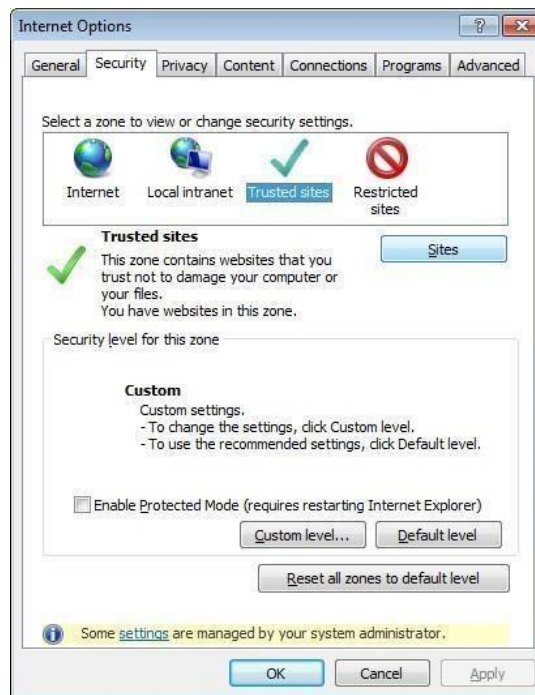 Internet Options
General Security Privacy Content Connections Programs Advanced
Select a zone to view or change security settings.
Internet Local intranet Trusted sites Restricted
sites
Trusted sites
Sites
This zone contains websites that you
trust not to damage your computer or
your files.
You have websites in this zone.
Security level for this zone
Custom
Custom settings.
- To change the settings, click Custom level.
- To use the recommended settings, click Default level.
Enable Protected Mode (requires restarting Internet Explorer)
Custom level... Default level
Reset all zones to default level
Some settings are managed by your system administrator.
OK Cancel Apply